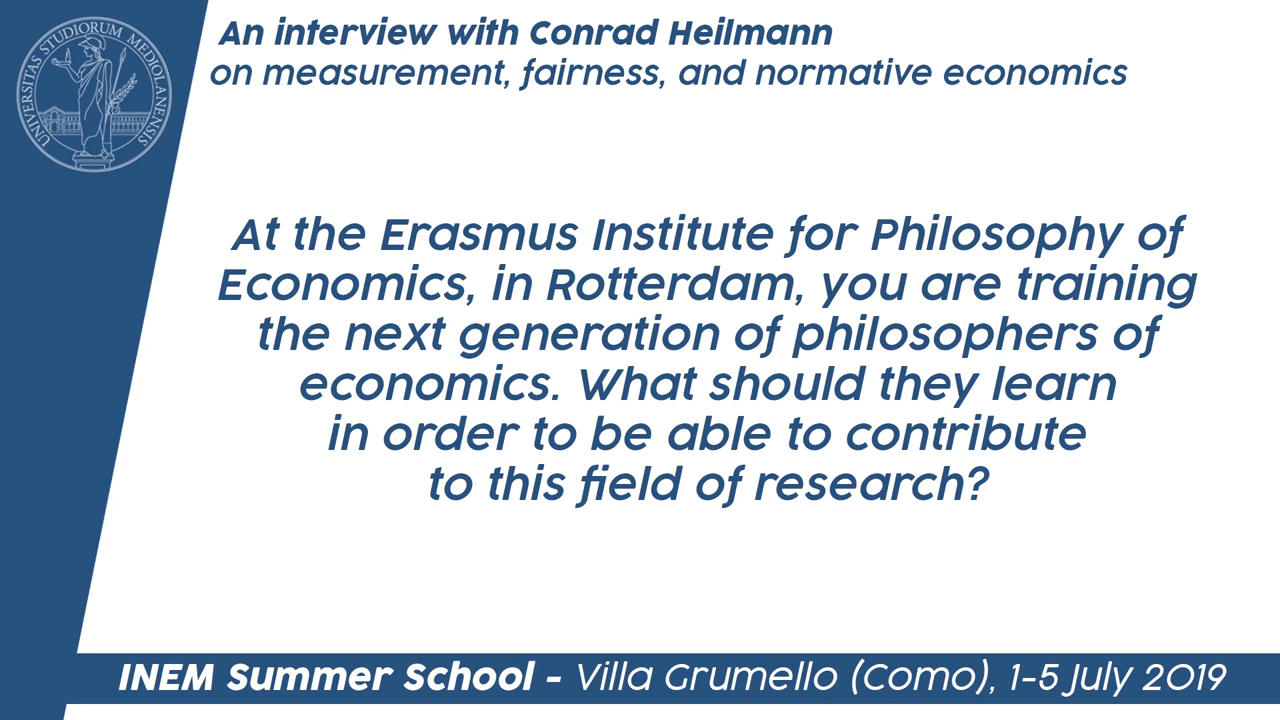 UNIVERSITAS STUDIORUM MEDIOLANENSIS
An interview with Conrad Heilmann
on measurement, fairness, and normative economics
At the Erasmus Institute for Philosophy of
Economics, in Rotterdam, you are training
the next generation of philosophers of
economics. What should they learn
in order to be able to contribute
to this field of research?
INEM Summer School - Villa Grumello (Como), 1-5 July 2019